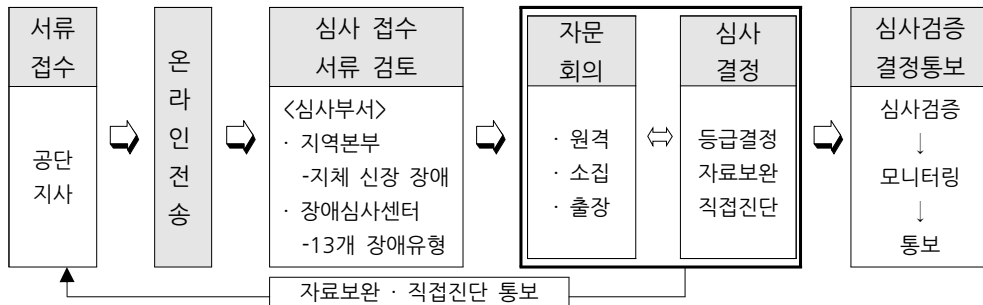 서류
접수
공단
지사
온
라
인
전
송
심사 접수
서류 검토
<심사부서>
· 지역본부
-지체 신장 장애
· 장애심사센터
-13개 장애유형
자문
회의
· 원격
· 소집
· 출장
⇔
심사
결정
등급결정
자료보완
직접진단
심사검증
결정통보
심사검증
↓
모니터링
↓
통보
자료보완 · 직접진단 통보